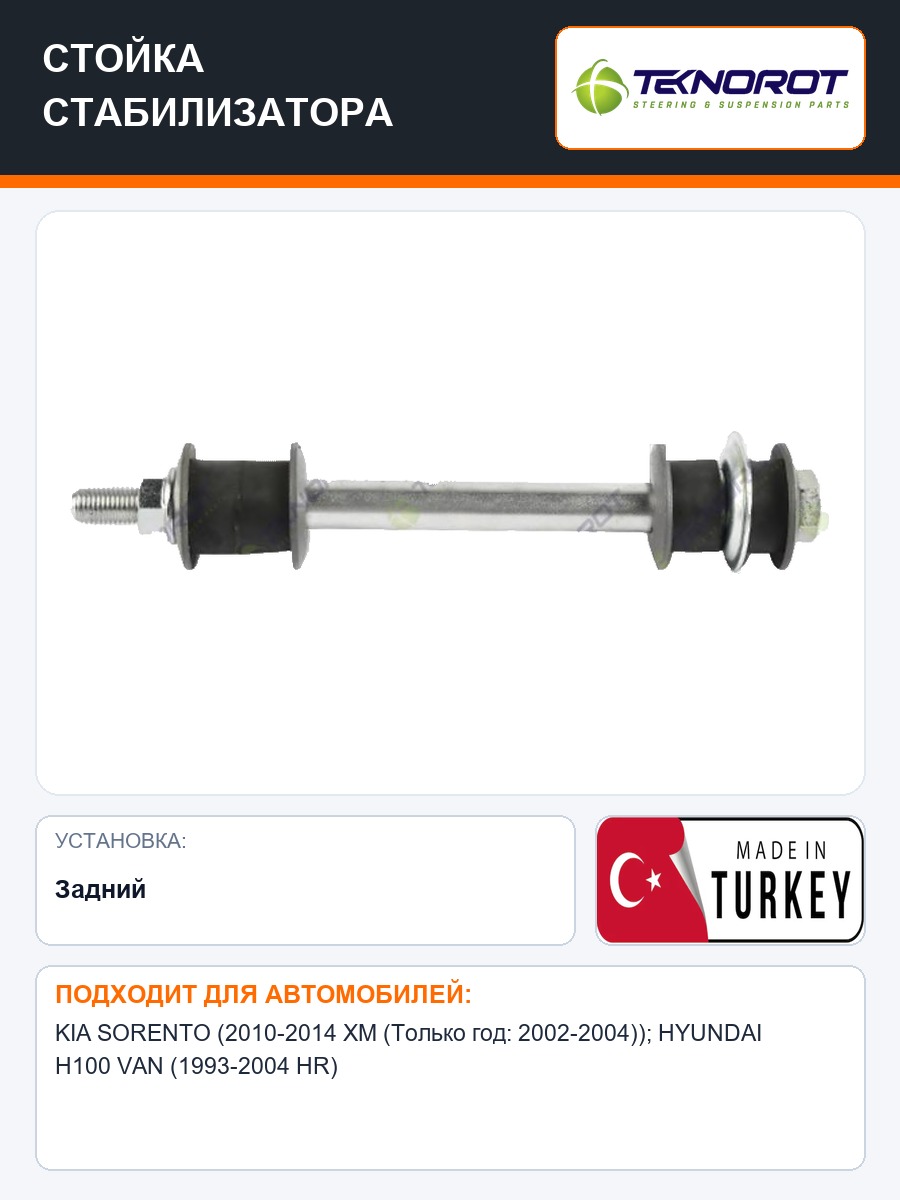 СТОЙКА
СТАБИЛИЗАТОРА
TEKNOROT
STEERING & SUSPENSION PARTS
УСТАНОВКА:
Задний
MADE IN
TURKEY
ПОДХОДИТ ДЛЯ АВТОМОБИЛЕЙ:
KIA SORENTO (2010-2014 XM (Только год: 2002-2004)); HYUNDAI
H100 VAN (1993-2004 HR)